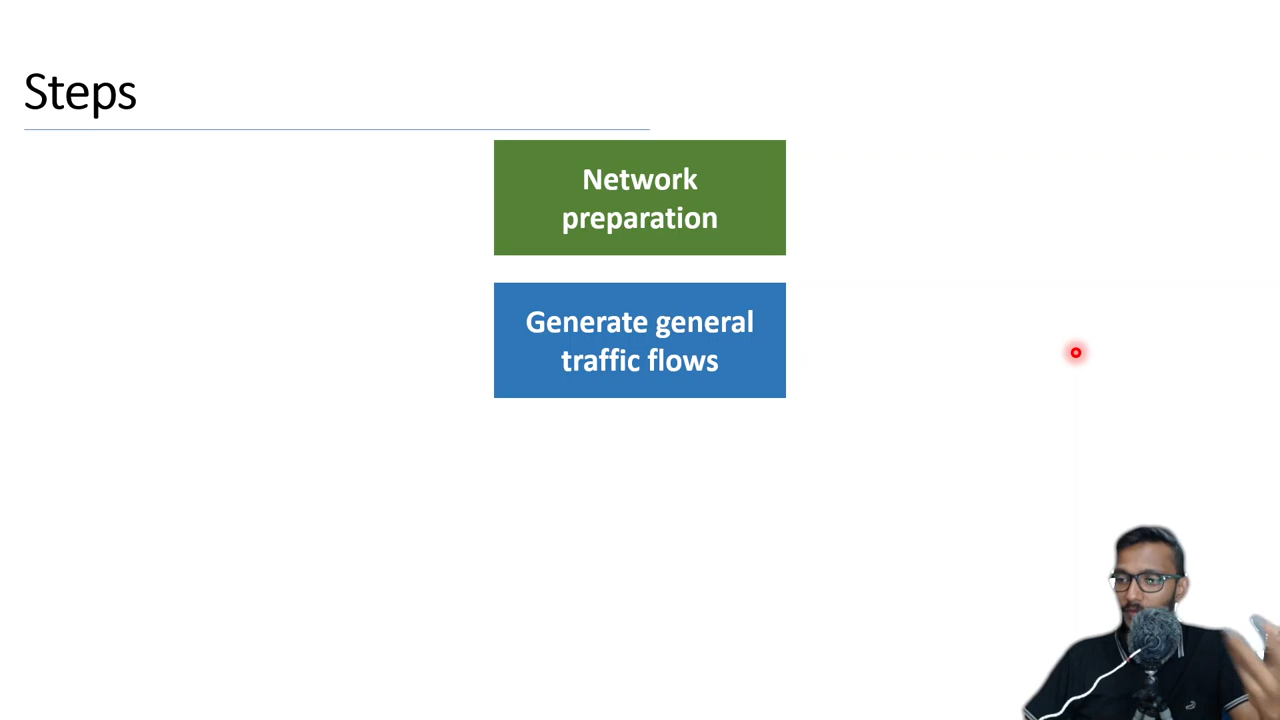 Steps
Network
preparation
Generate general
traffic flows